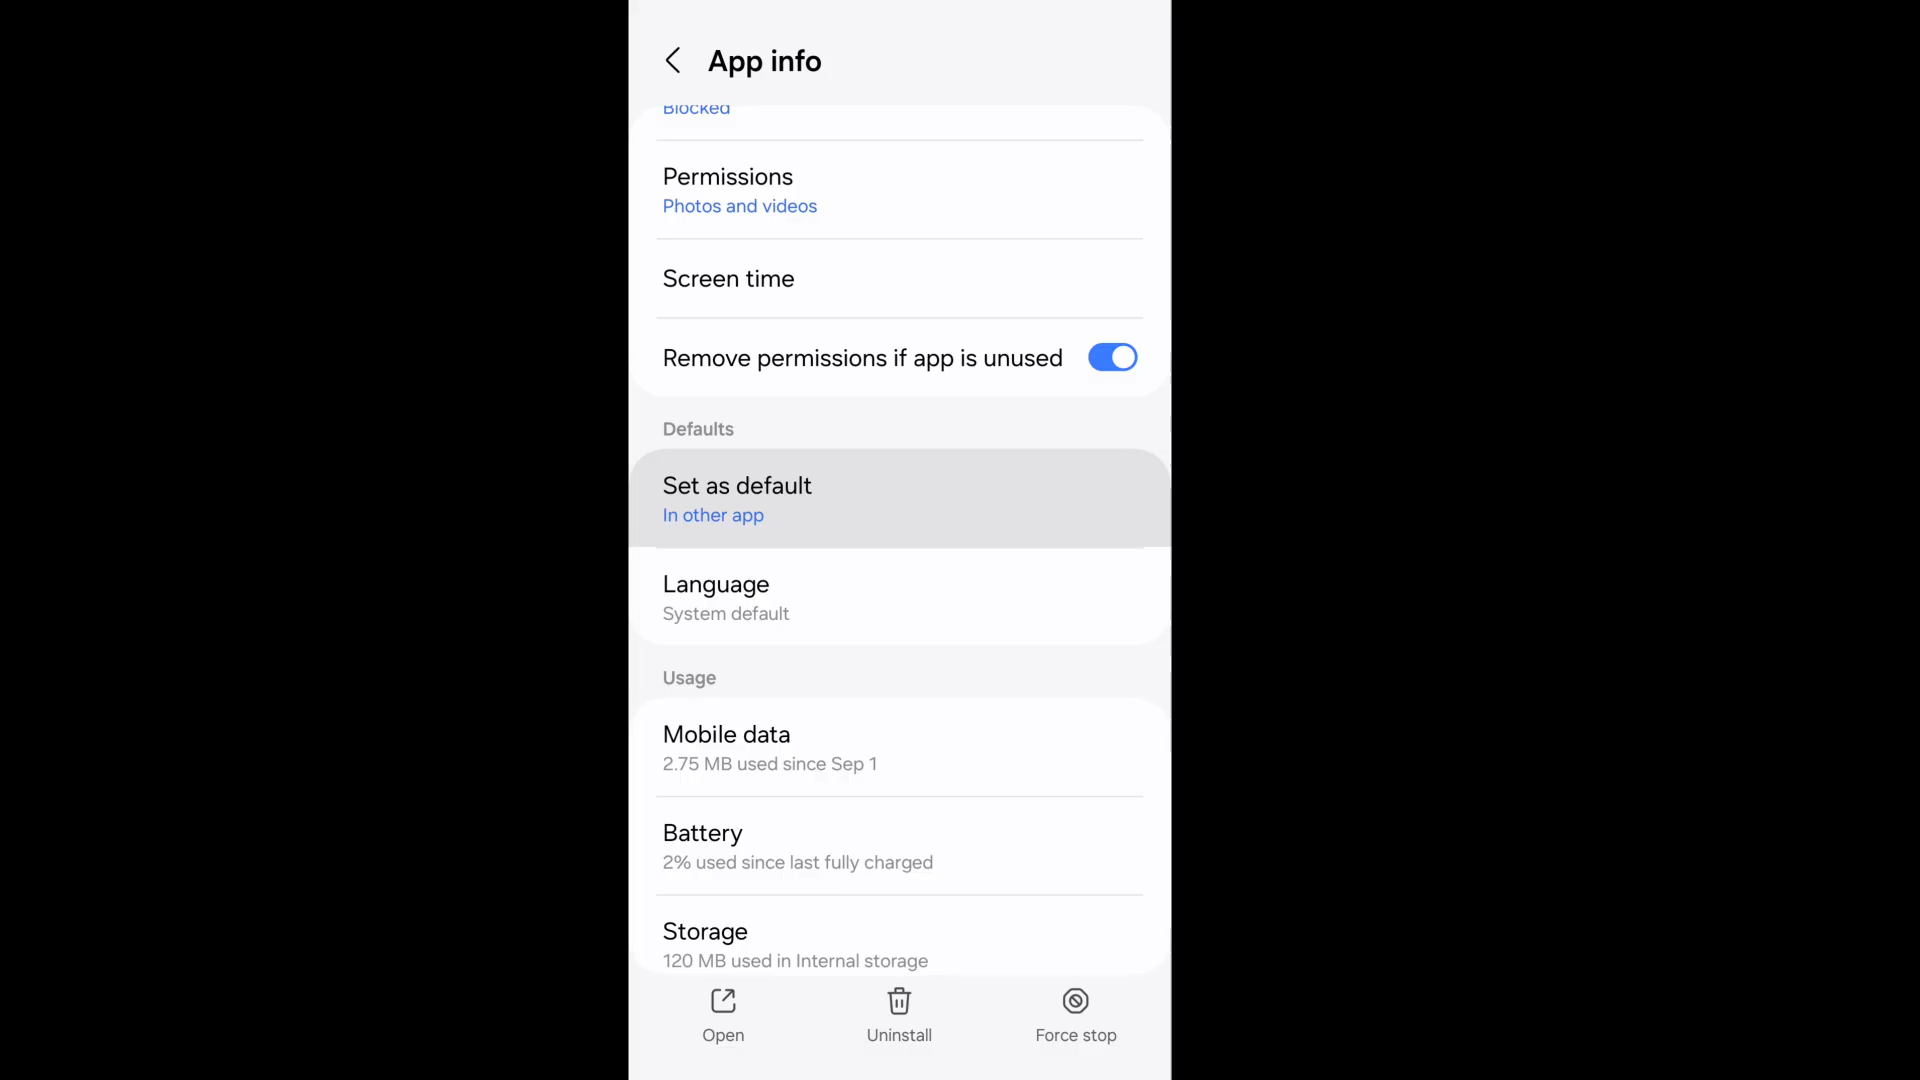 App info
Blocked
Permissions
Photos and videos
Screen time
Remove permissions if app is unused
Defaults
Set as default
In other app
Language
System default
Usage
Mobile data
2.75 MB used since Sep 1
Battery
2% used since last fully charged
Storage
120 MB used in Internal storage
Open
Uninstall
Force stop